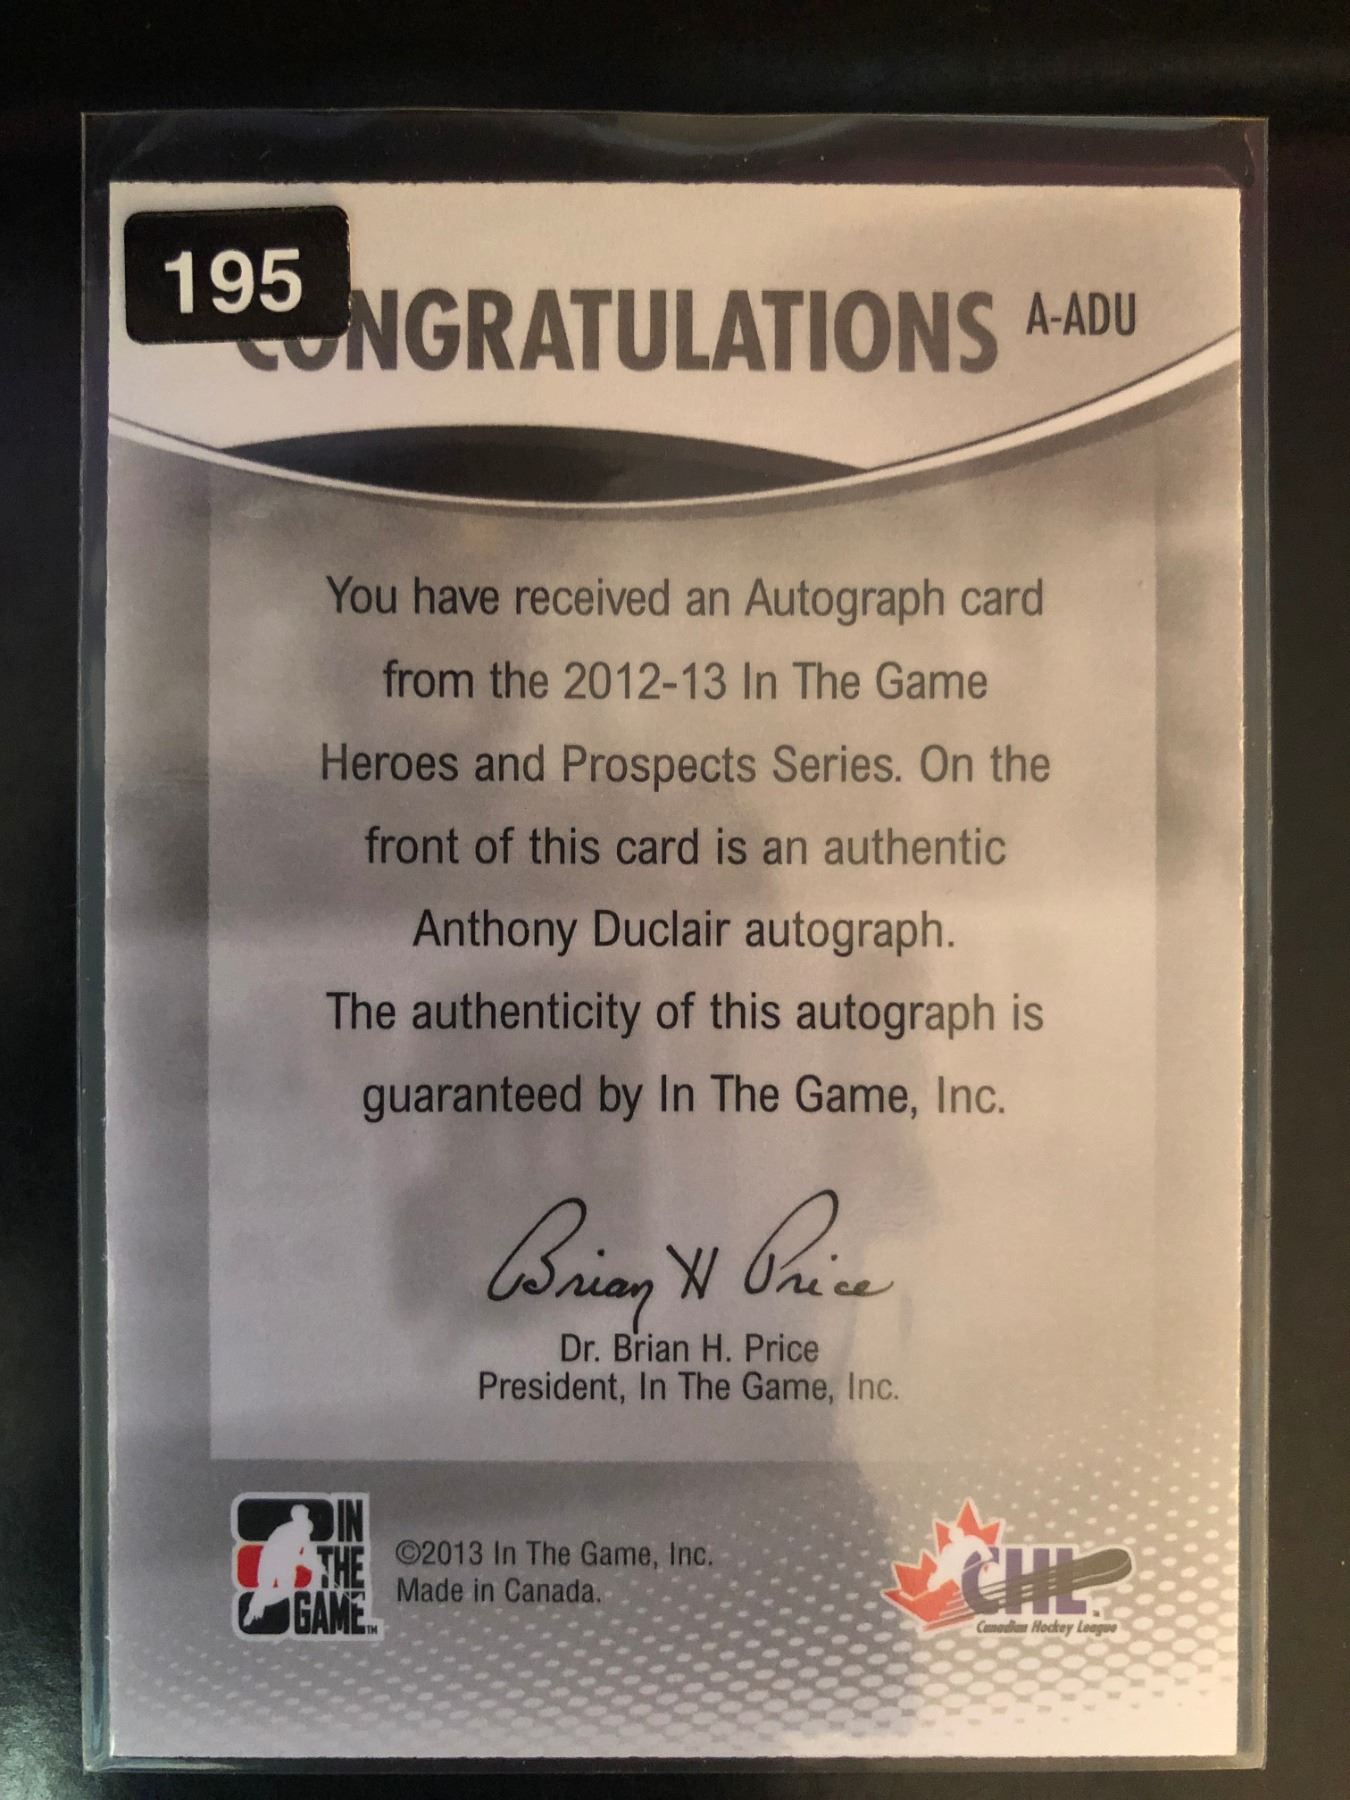 195
CONGRATULATIONS A-ADU
You have received an Autograph card
from the 2012-13 In The Game
Heroes and Prospects Series. On the
front of this card is an authentic
Anthony Duclair autograph.
The authenticity of this autograph is
guaranteed by In The Game, Inc.
Brian H Price
Dr. Brian H. Price
President, In The Game, Inc.
IN
THE
GAME™
©2013 In The Game, Inc.
Made in Canada.
CHL™
Canadian Hockey League